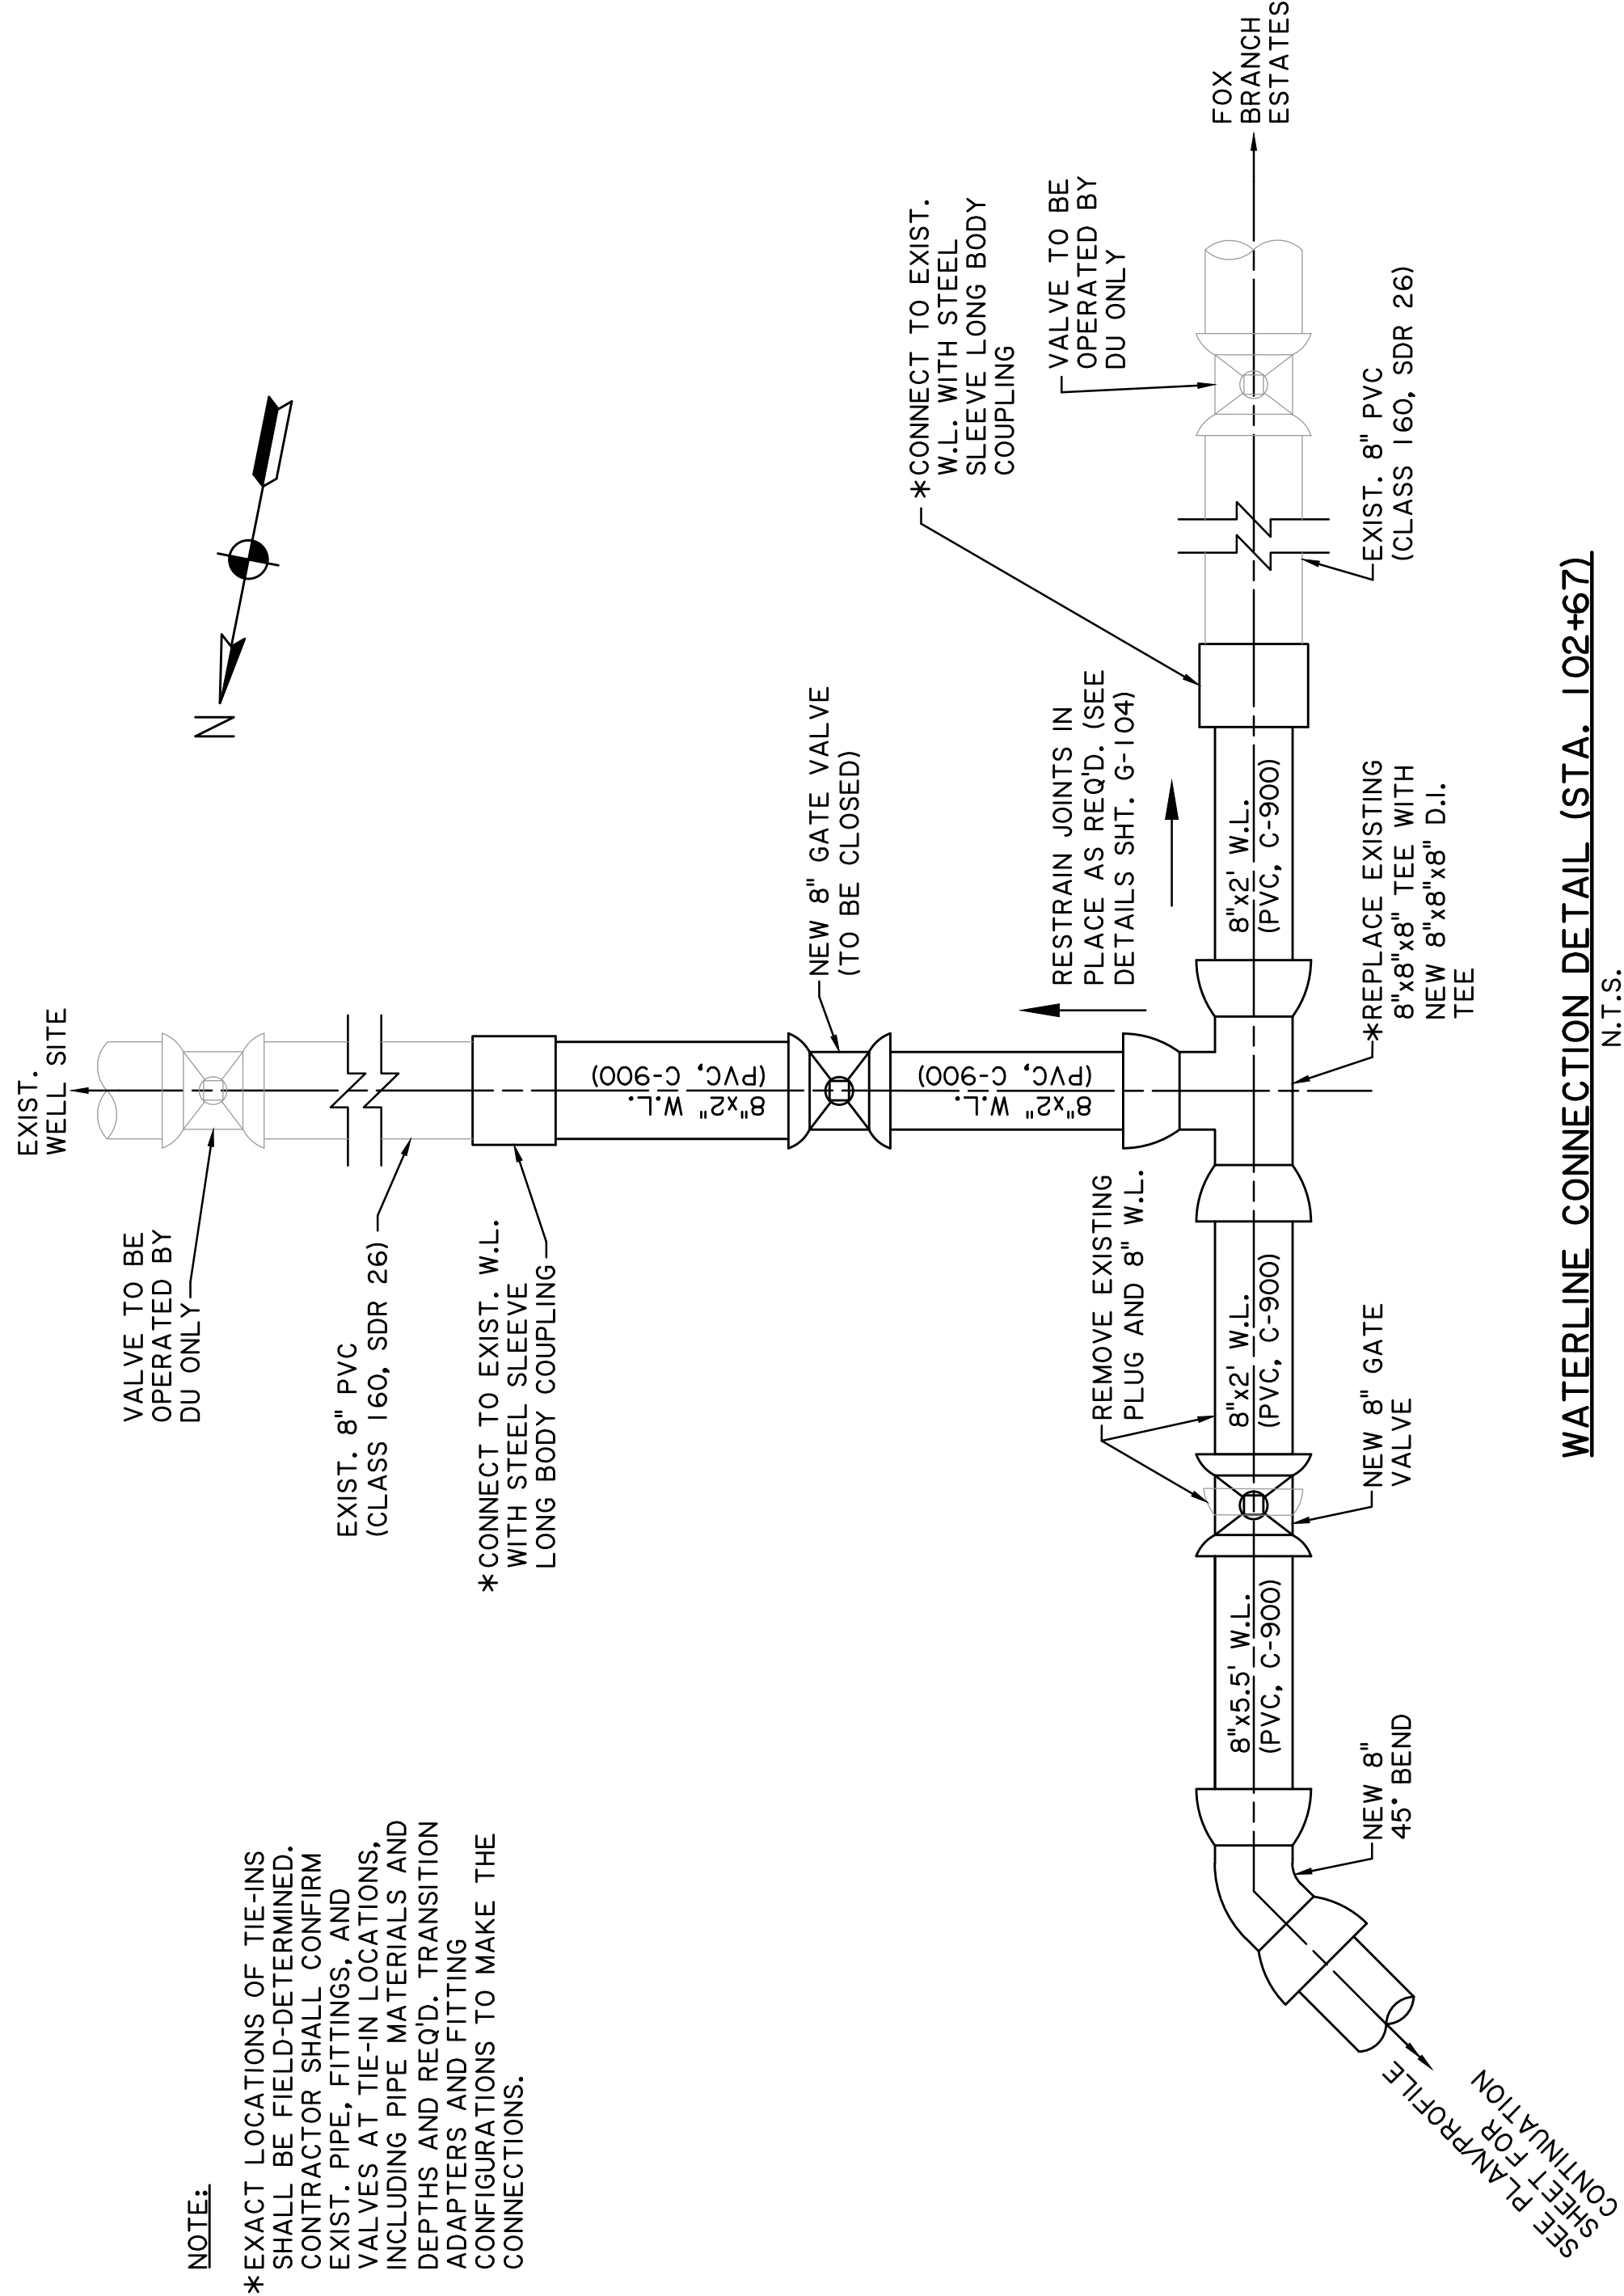 NOTE:
*EXACT LOCATIONS OF TIE-INS
SHALL BE FIELD-DETERMINED.
CONTRACTOR SHALL CONFIRM
EXIST. PIPE, FITTINGS, AND
VALVES AT TIE-IN LOCATIONS,
INCLUDING PIPE MATERIALS AND
DEPTHS AND REQ'D. TRANSITION
ADAPTERS AND FITTING
CONFIGURATIONS TO MAKE THE
CONNECTIONS.
EXIST.
WELL SITE
VALVE TO BE
OPERATED BY
DU ONLY
EXIST. 8" PVC
(CLASS 160, SDR 26)
*CONNECT TO EXIST. W.L.
WITH STEEL SLEEVE
LONG BODY COUPLING
N
8"x2" W.L.
(PVC, C-900)
NEW 8" GATE VALVE
(TO BE CLOSED)
8"x2" W.L.
(PVC, C-900)
*CONNECT TO EXIST.
W.L. WITH STEEL
SLEEVE LONG BODY
COUPLING
VALVE TO BE
OPERATED BY
DU ONLY
FOX
BRANCH
ESTATES
RESTRAIN JOINTS IN
PLACE AS REQ'D. (SEE
DETAILS SHT. G-104)
REMOVE EXISTING
PLUG AND 8" W.L.
8"x5.5' W.L.
(PVC, C-900)
8"x2' W.L.
(PVC, C-900)
8"x2' W.L.
(PVC, C-900)
NEW 8"
45° BEND
NEW 8" GATE
VALVE
*REPLACE EXISTING
8"x8"x8" TEE WITH
NEW 8"x8"x8" D.I.
TEE
EXIST. 8" PVC
(CLASS 160, SDR 26)
SEE PLAN/PROFILE
SHEET FOR
CONTINUATION
WATERLINE CONNECTION DETAIL (STA. 102+67)
N.T.S.